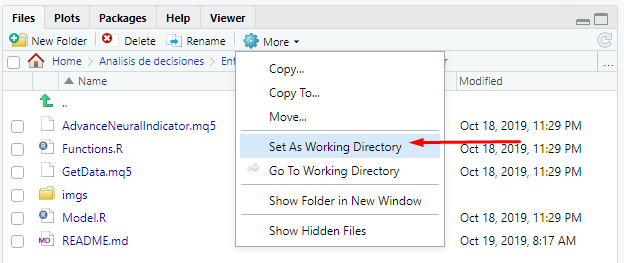 Files Plots Packages Help Viewer
New Folder Delete Rename More
Home Analisis de decisiones Ent r ...
Name Modified
Copy...
Copy To...
Move...
Set As Working Directory
Go To Working Directory
Show Folder in New Window
Show Hidden Files
..
AdvanceNeuralIndicator.mq5 Oct 18, 2019, 11:29 PM
Functions.R Oct 18, 2019, 11:29 PM
GetData.mq5 Oct 18, 2019, 11:29 PM
imgs
Model.R Oct 18, 2019, 11:29 PM
README.md Oct 19, 2019, 8:17 AM